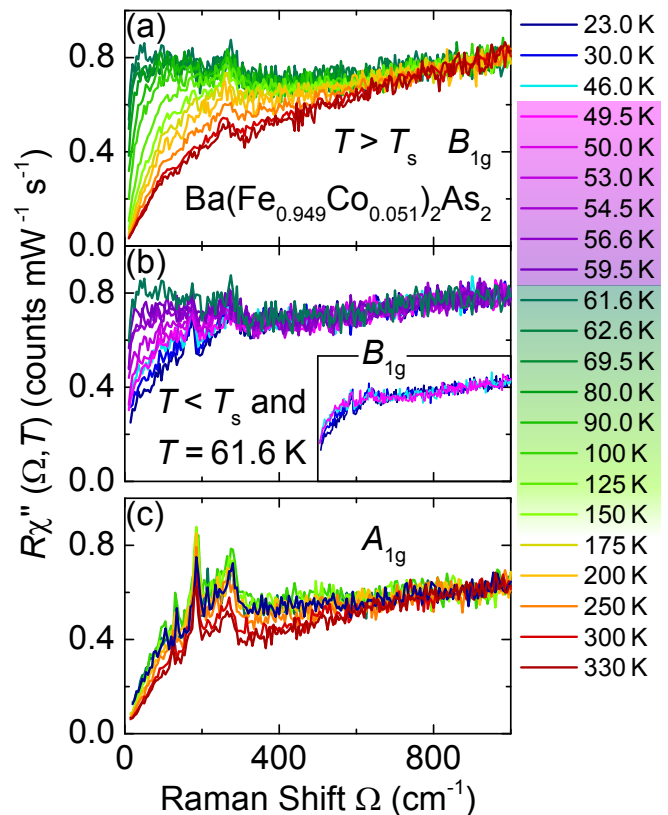 (a)
0.8
0.4
0.0
T > Ts B1g
Ba(Fe0.949Co0.051)2As2
(b)
0.8
0.4
0.0
B1g
T < Ts and
T = 61.6 K
(c)
0.8
0.4
0.0
A1g
0 400 800
Raman Shift Ω (cm-1)
Rχ" (Ω,T) (counts mW-1 s-1)
23.0 K
30.0 K
46.0 K
49.5 K
50.0 K
53.0 K
54.5 K
56.6 K
59.5 K
61.6 K
62.6 K
69.5 K
80.0 K
90.0 K
100 K
125 K
150 K
175 K
200 K
250 K
300 K
330 K